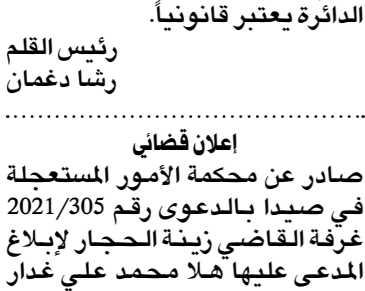 الدائرة يعتبر قانونياً.
رئيس القلم
رشا دغمان
إعلان قضائي
صادر عن محكمة الأمور المستعجلة
في صيدا بالدعوى رقم 2021/305
غرفة القاضي زينة الحجار لإبلاغ
المدعى عليها هلا محمد علي غدار